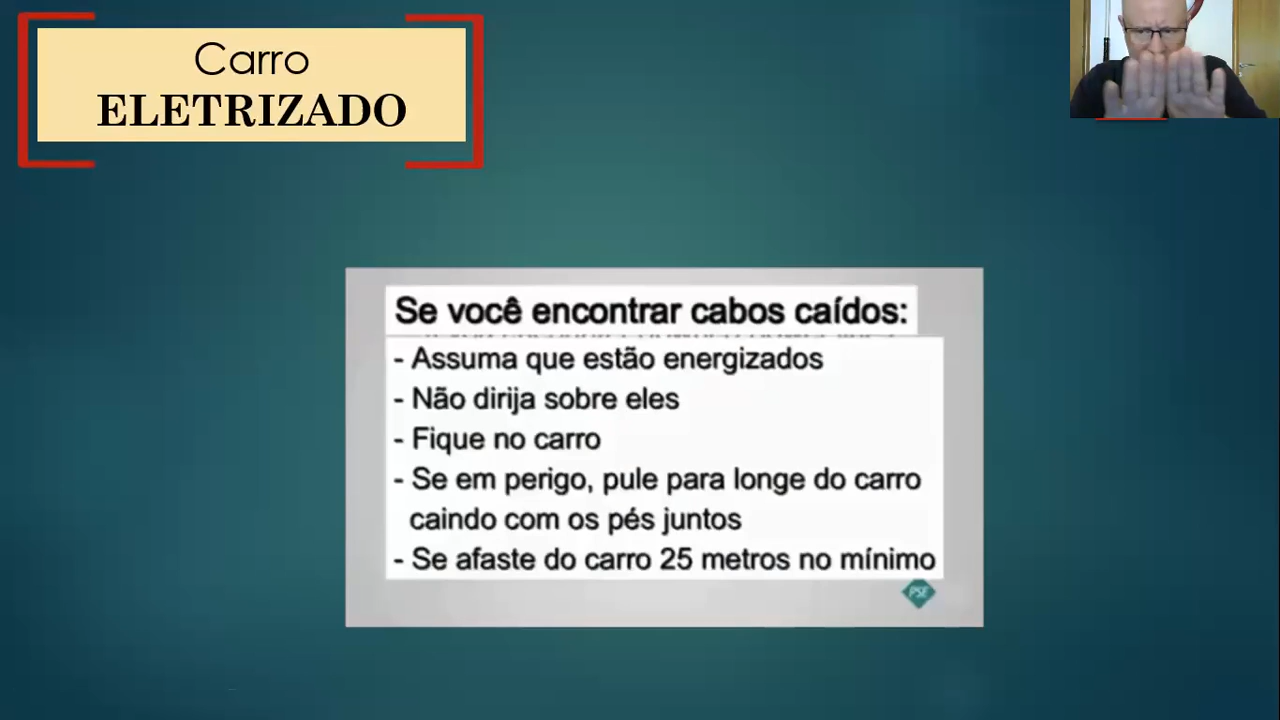 Carro
ELETRIZADO
Se você encontrar cabos caídos:
- Assuma que estão energizados
- Não dirija sobre eles
- Fique no carro
- Se em perigo, pule para longe do carro
caindo com os pés juntos
- Se afaste do carro 25 metros no mínimo
PSE